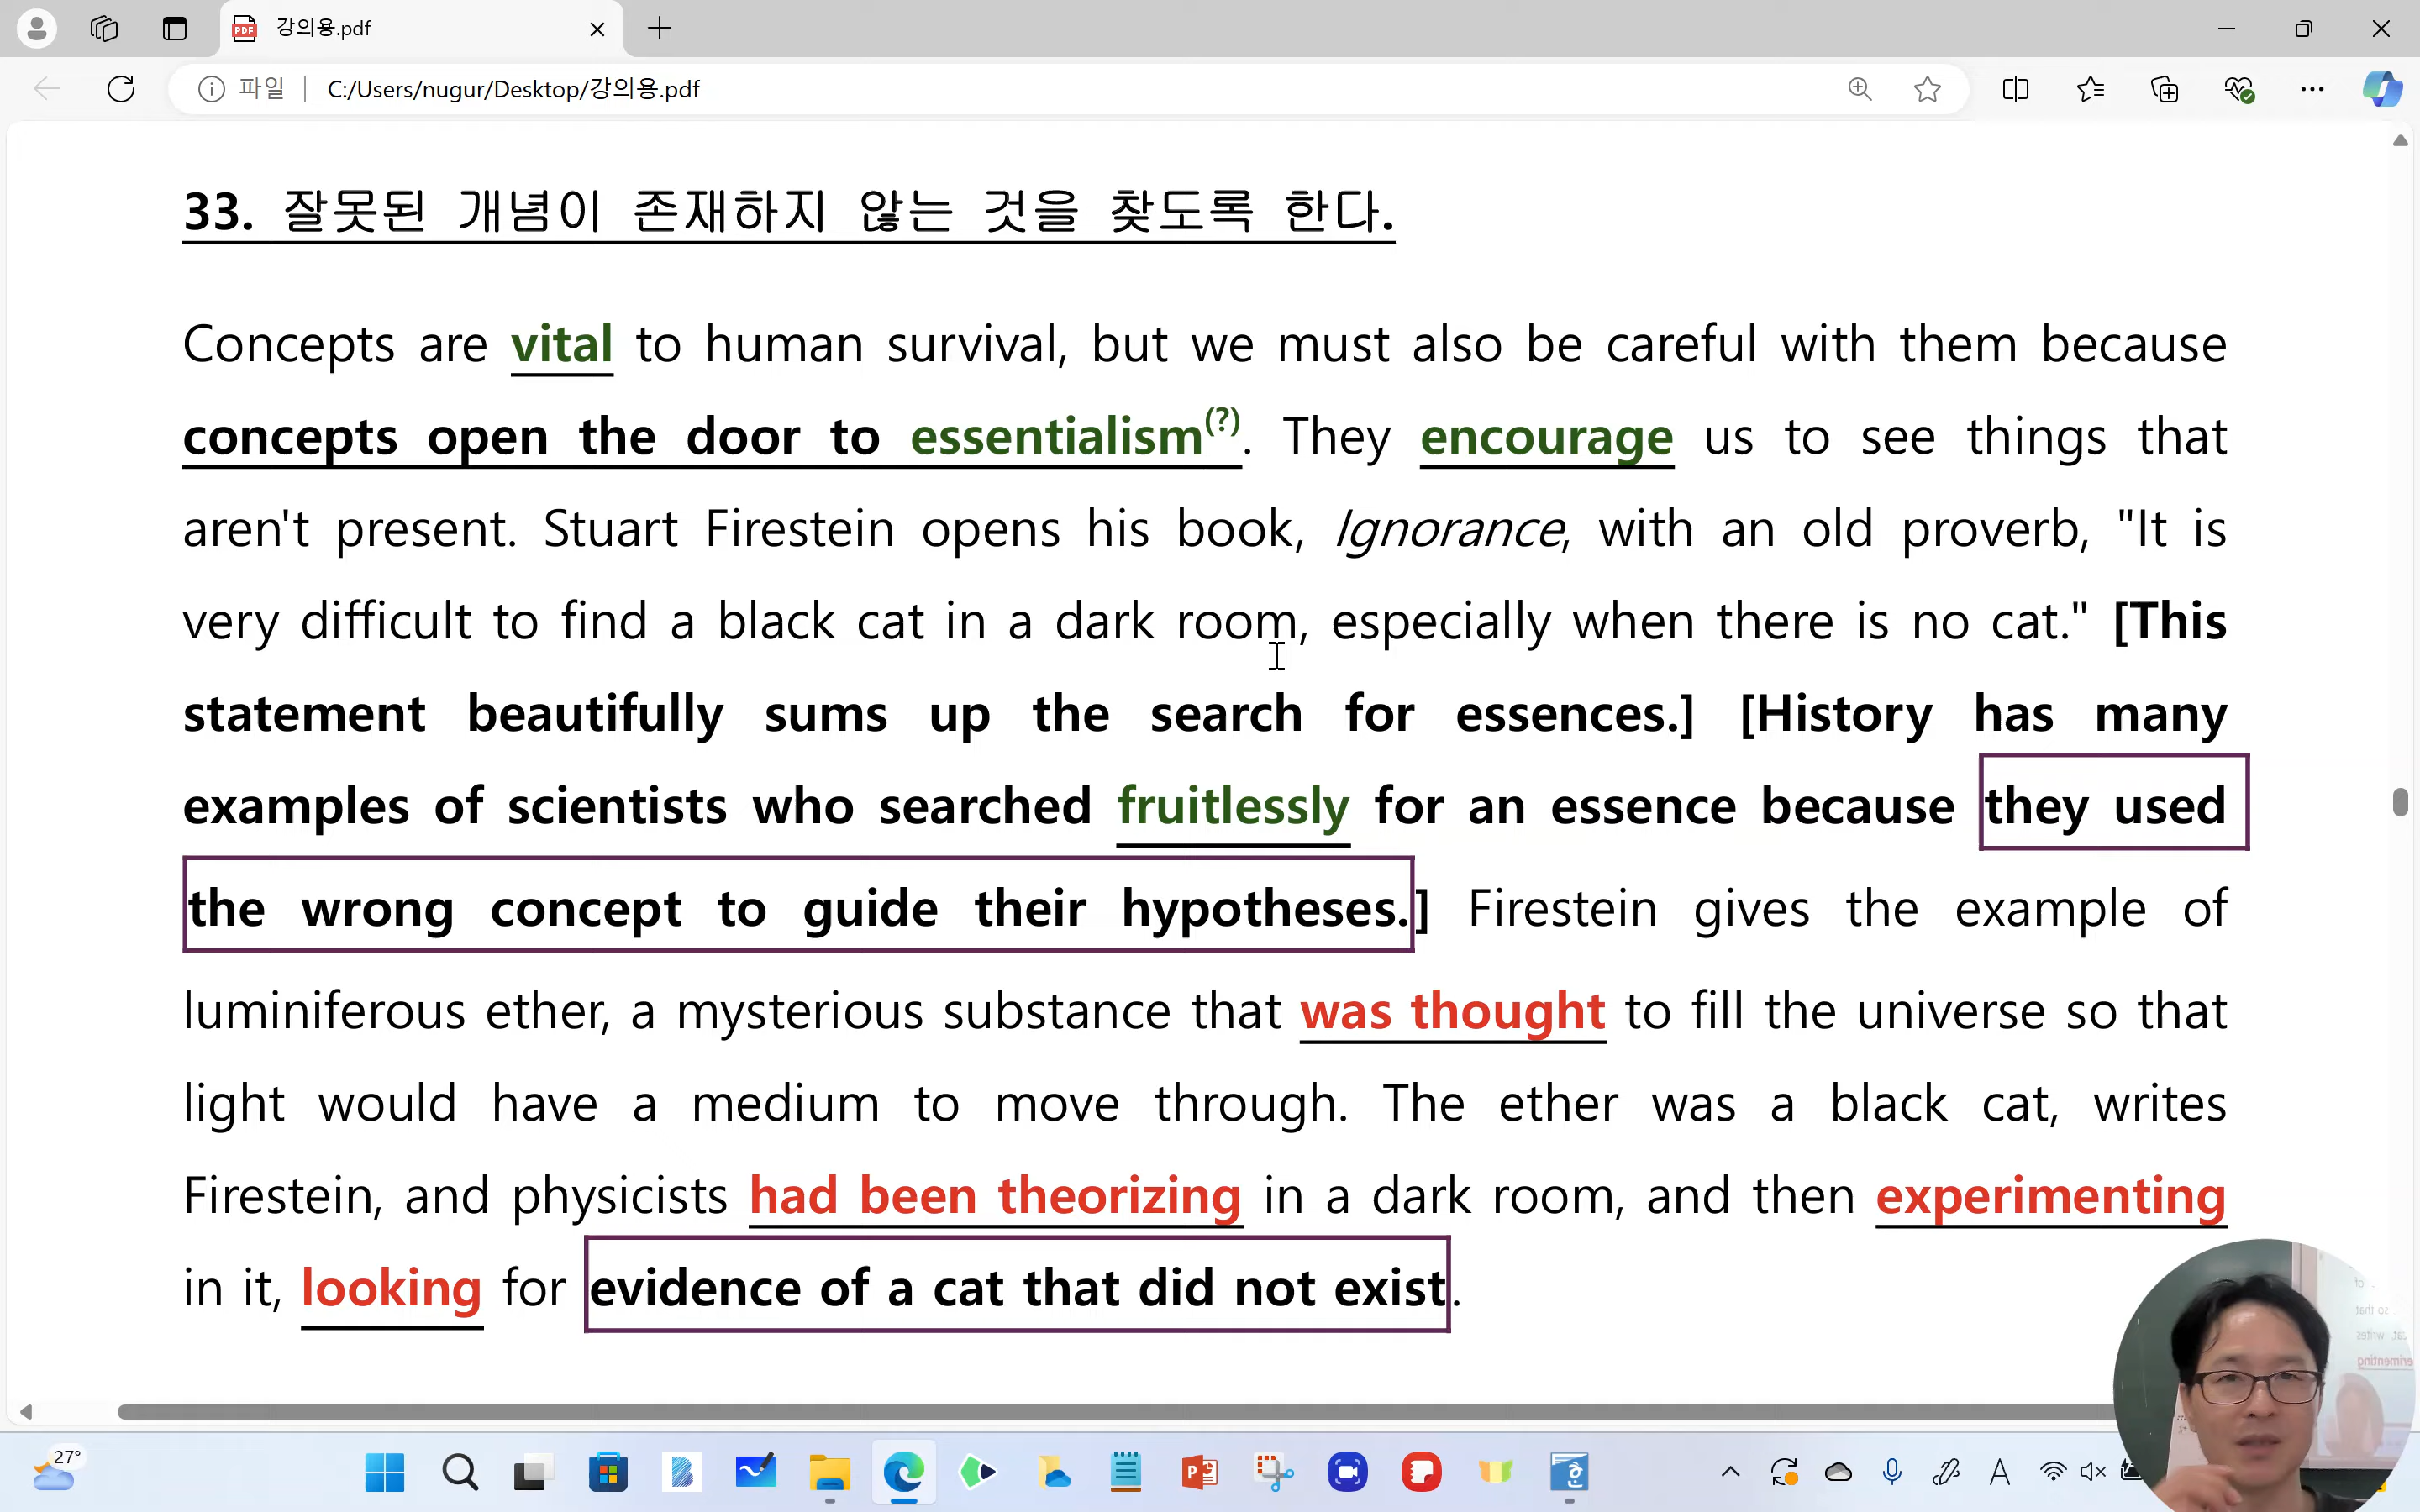 강의용.pdf
파일 C:/Users/nugur/Desktop/강의용.pdf
33. 잘못된 개념이 존재하지 않는 것을 찾도록 한다.
Concepts are vital to human survival, but we must also be careful with them because
concepts open the door to essentialism(?). They encourage us to see things that
aren't present. Stuart Firestein opens his book, Ignorance, with an old proverb, "It is
very difficult to find a black cat in a dark room, especially when there is no cat." [This
statement beautifully sums up the search for essences.] [History has many
examples of scientists who searched fruitlessly for an essence because they used
the wrong concept to guide their hypotheses.] Firestein gives the example of
luminiferous ether, a mysterious substance that was thought to fill the universe so that
light would have a medium to move through. The ether was a black cat, writes
Firestein, and physicists had been theorizing in a dark room, and then experimenting
in it, looking for evidence of a cat that did not exist.
27°